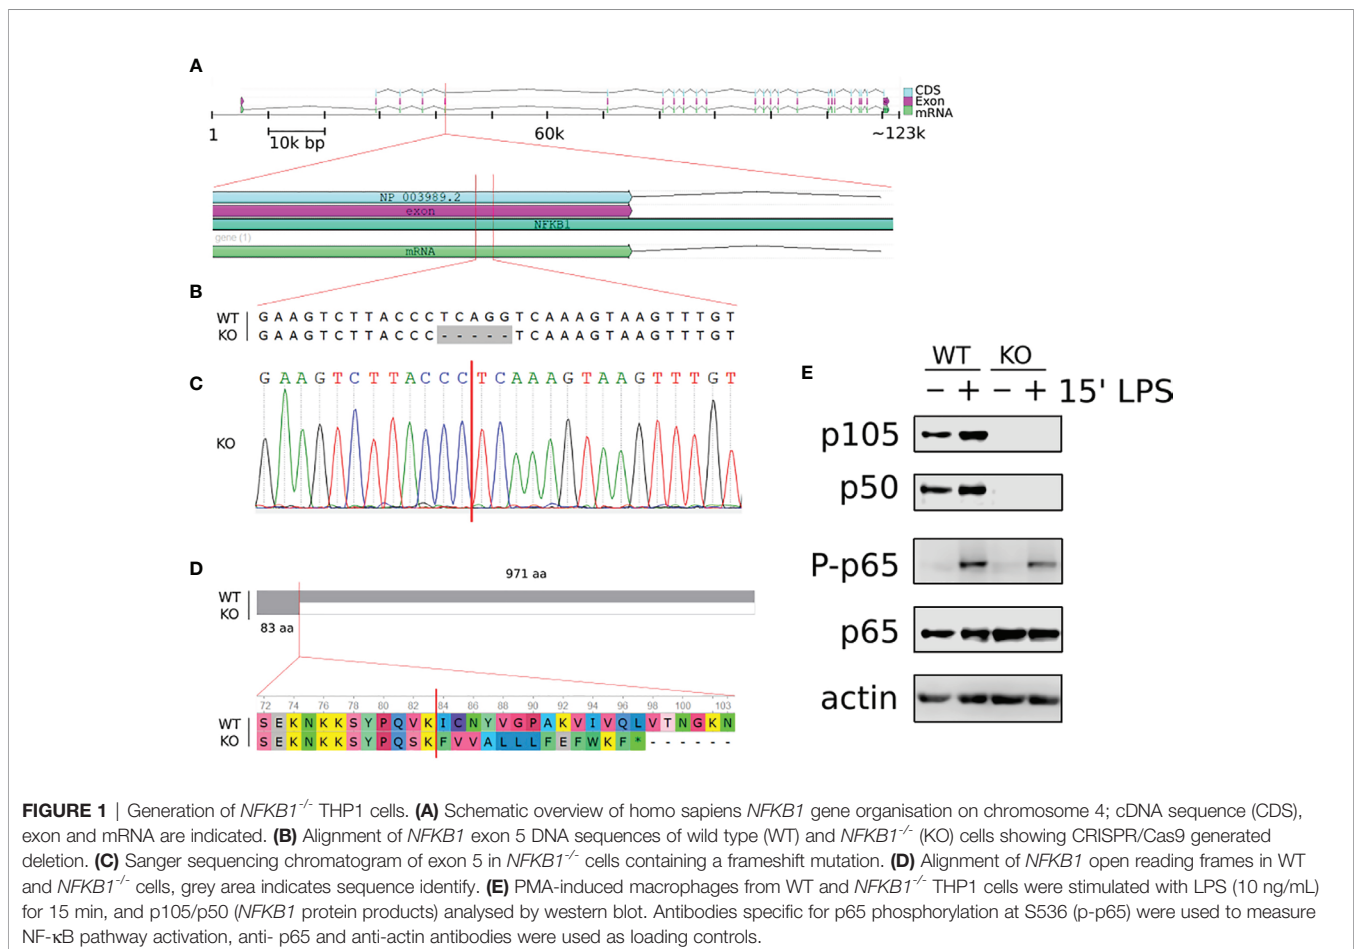 A
CDS
Exon
mRNA
1
10k bp
60k
~123k
NP 003989.2
exon
NFKB1
gene (1)
mRNA
B
WT GAAGTCTTACCCTCAGGTCAAAGTAAGTTTGT
KO GAAGTCTTACCC-----TCAAAGTAAGTTTGT
C
GAAGTCTTACCCTCAAAGTAAGTTTGT
KO
D
971 aa
WT
KO
83 aa
72 74 76 78 80 82 84 86 88 90 92 94 96 98 100 103
WT SEKNKKSYPQVKICNYVGPAKVIVQLVTNGKN
KO SEKNKKSYPQSKFVVALLLFEFWKF*------
E
WT KO
− + − + 15' LPS
p105
p50
P-p65
p65
actin
FIGURE 1 | Generation of NFKB1-/- THP1 cells. (A) Schematic overview of homo sapiens NFKB1 gene organisation on chromosome 4; cDNA sequence (CDS),
exon and mRNA are indicated. (B) Alignment of NFKB1 exon 5 DNA sequences of wild type (WT) and NFKB1-/- (KO) cells showing CRISPR/Cas9 generated
deletion. (C) Sanger sequencing chromatogram of exon 5 in NFKB1-/- cells containing a frameshift mutation. (D) Alignment of NFKB1 open reading frames in WT
and NFKB1-/- cells, grey area indicates sequence identify. (E) PMA-induced macrophages from WT and NFKB1-/- THP1 cells were stimulated with LPS (10 ng/mL)
for 15 min, and p105/p50 (NFKB1 protein products) analysed by western blot. Antibodies specific for p65 phosphorylation at S536 (p-p65) were used to measure
NF-κB pathway activation, anti- p65 and anti-actin antibodies were used as loading controls.